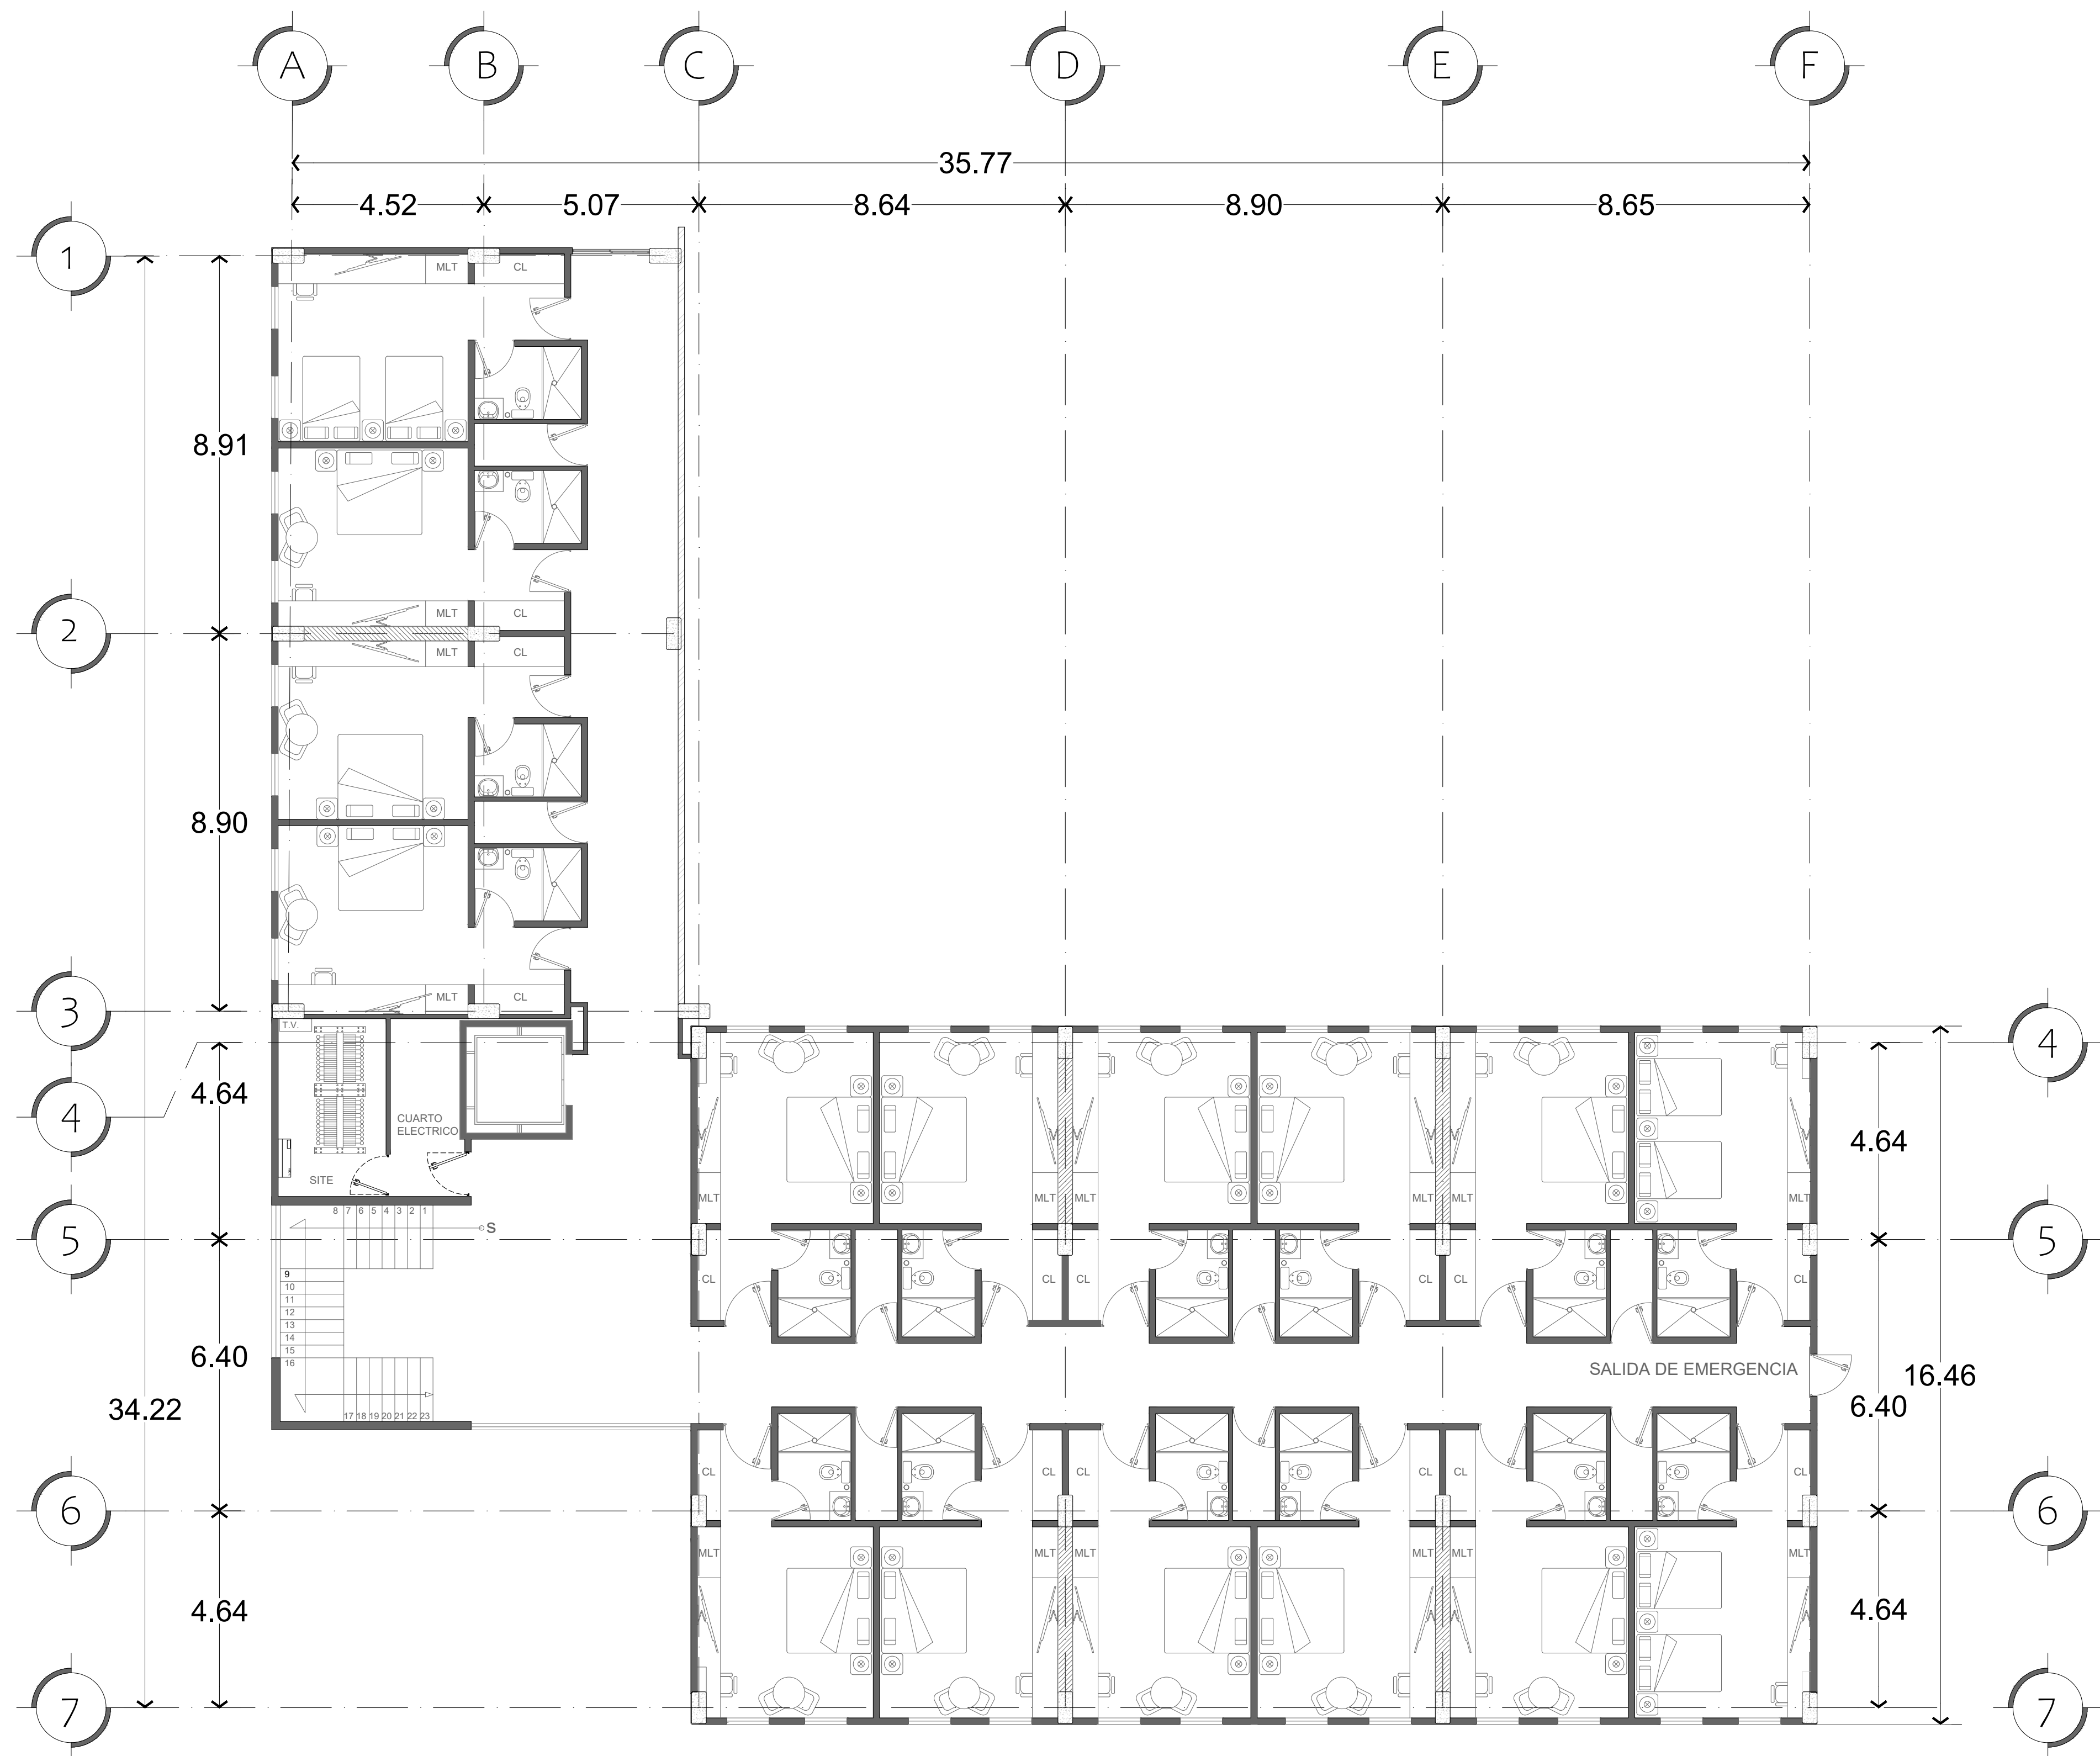 A B C D E F
35.77
4.52 5.07 8.64 8.90 8.65
1
MLT CL
8.91
MLT CL
2
MLT CL
8.90
MLT CL
3
T.V.
4 4
4.64
CUARTO
ELECTRICO
4.64
SITE
MLT MLT MLT MLT MLT MLT
8 7 6 5 4 3 2 1
S
5 5
9
10
11
12
13
14
15
16
CL CL CL CL CL CL
6.40
SALIDA DE EMERGENCIA
16.46
6.40
34.22
17 18 19 20 21 22 23
CL CL CL CL CL CL
6 6
MLT MLT MLT MLT MLT MLT
4.64 4.64
7 7